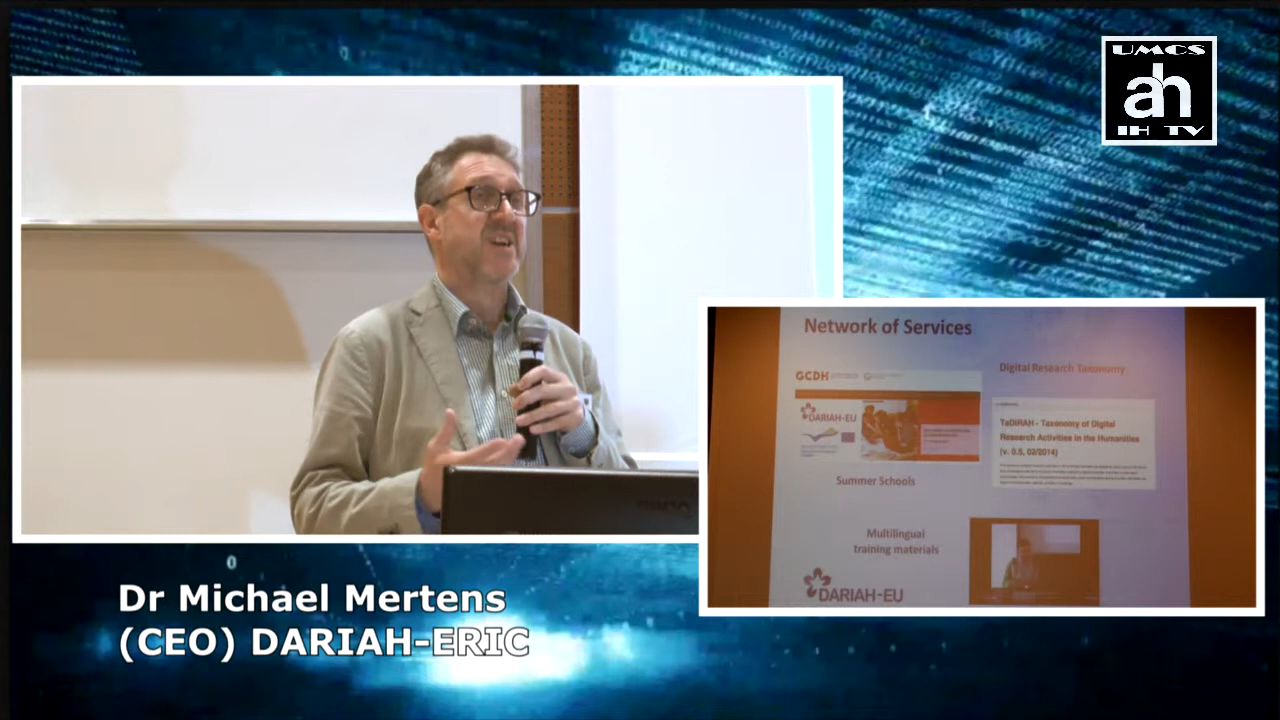 UMCS
ah
IH TV
Network of Services
Digital Research Taxonomy
GCDH
DARIAH-EU
TaDiRAH - Taxonomy of Digital
Research Activities in the Humanities
(v. 0.5, 02/2014)
Summer Schools
Multilingual
training materials
DARIAH-EU
Dr Michael Mertens
(CEO) DARIAH-ERIC